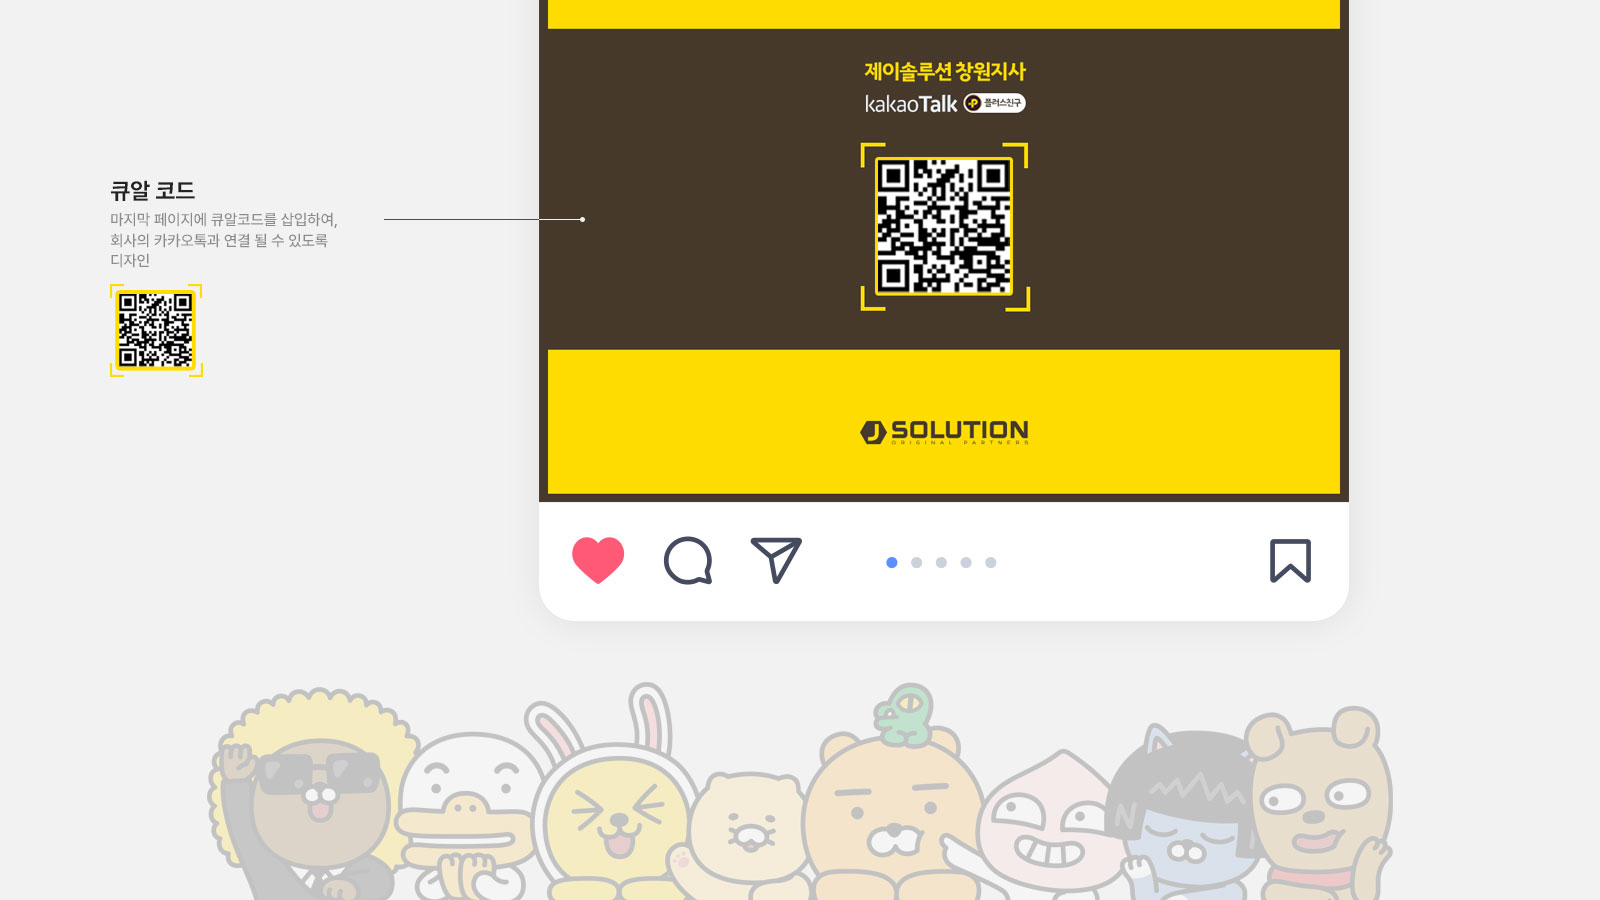 제이솔루션 창원지사
kakaoTalk P 플러스친구
큐알 코드
마지막 페이지에 큐알코드를 삽입하여,
회사의 카카오톡과 연결 될 수 있도록
디자인
J SOLUTION
ORIGINAL PARTNERS